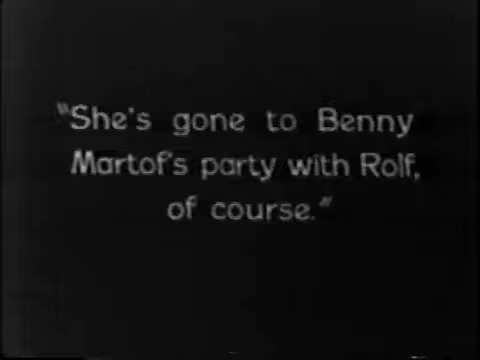 "She's gone to Benny
Martof's party with Rolf,
of course."